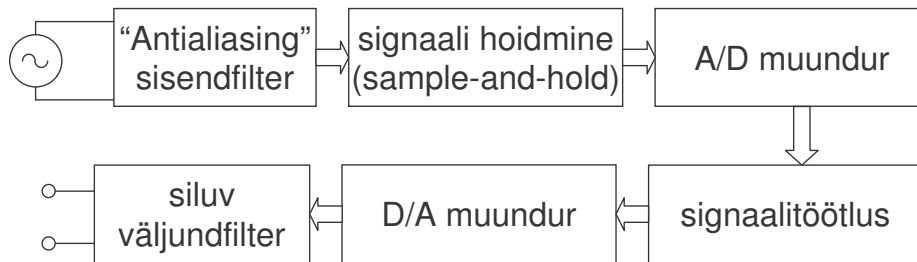 “Antialiasing”
sisendfilter
signaali hoidmine
(sample-and-hold)
A/D muundur
siluv
väljundfilter
D/A muundur
signaalitöötlus